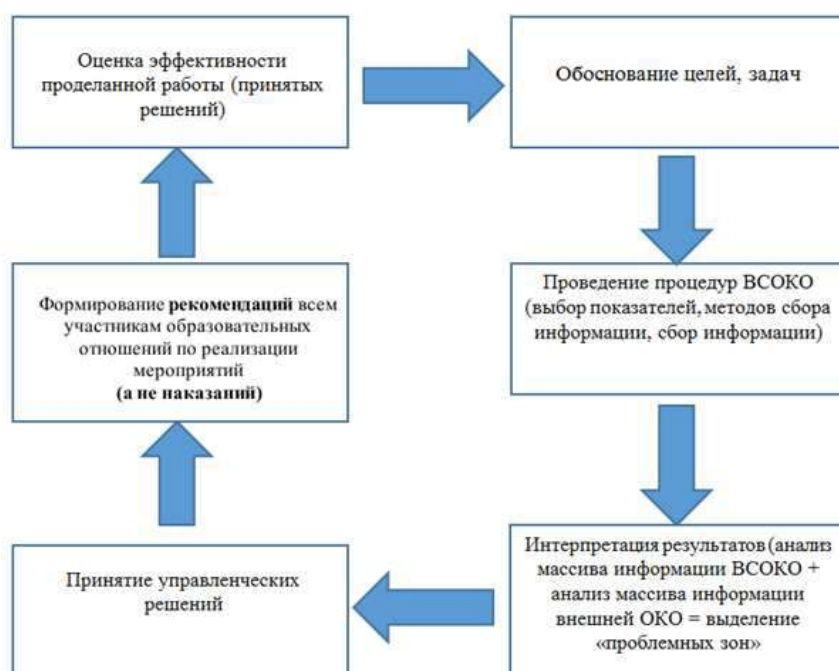 Оценка эффективности
проделанной работы (принятых
решений)
Обоснование целей, задач
Проведение процедур ВСОКО
(выбор показателей, методов сбора
информации, сбор информации)
Интерпретация результатов (анализ
массива информации ВСОКО +
анализ массива информации
внешней ОКО = выделение
«проблемных зон»
Принятие управленческих
решений
Формирование рекомендаций всем
участникам образовательных
отношений по реализации
мероприятий
(а не наказаний)